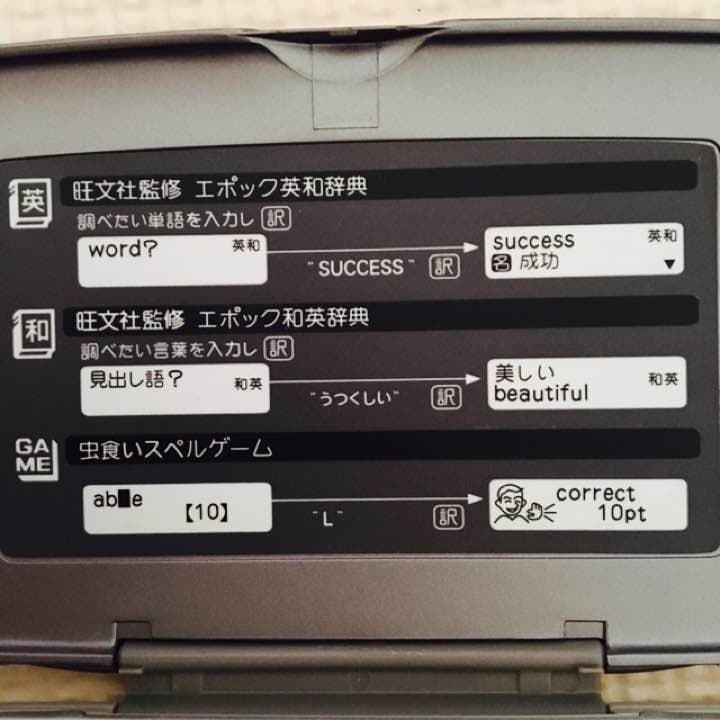 英 旺文社監修 エポック英和辞典
調べたい単語を入力し 訳
word? 英和
"SUCCESS" 訳
success 英和
名 成功 ▼
和 旺文社監修 エポック和英辞典
調べたい言葉を入力し 訳
見出し語? 和英
"うつくしい" 訳
美しい 和英
beautiful
GAME 虫食いスペルゲーム
ab■e
【10】
"L" 訳
correct
10pt